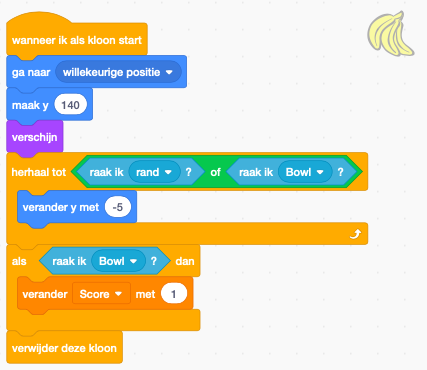 wanneer ik als kloon start
ga naar willekeurige positie
maak y 140
verschijn
herhaal tot raak ik rand ? of raak ik Bowl ?
verander y met -5
als raak ik Bowl ? dan
verander Score met 1
verwijder deze kloon